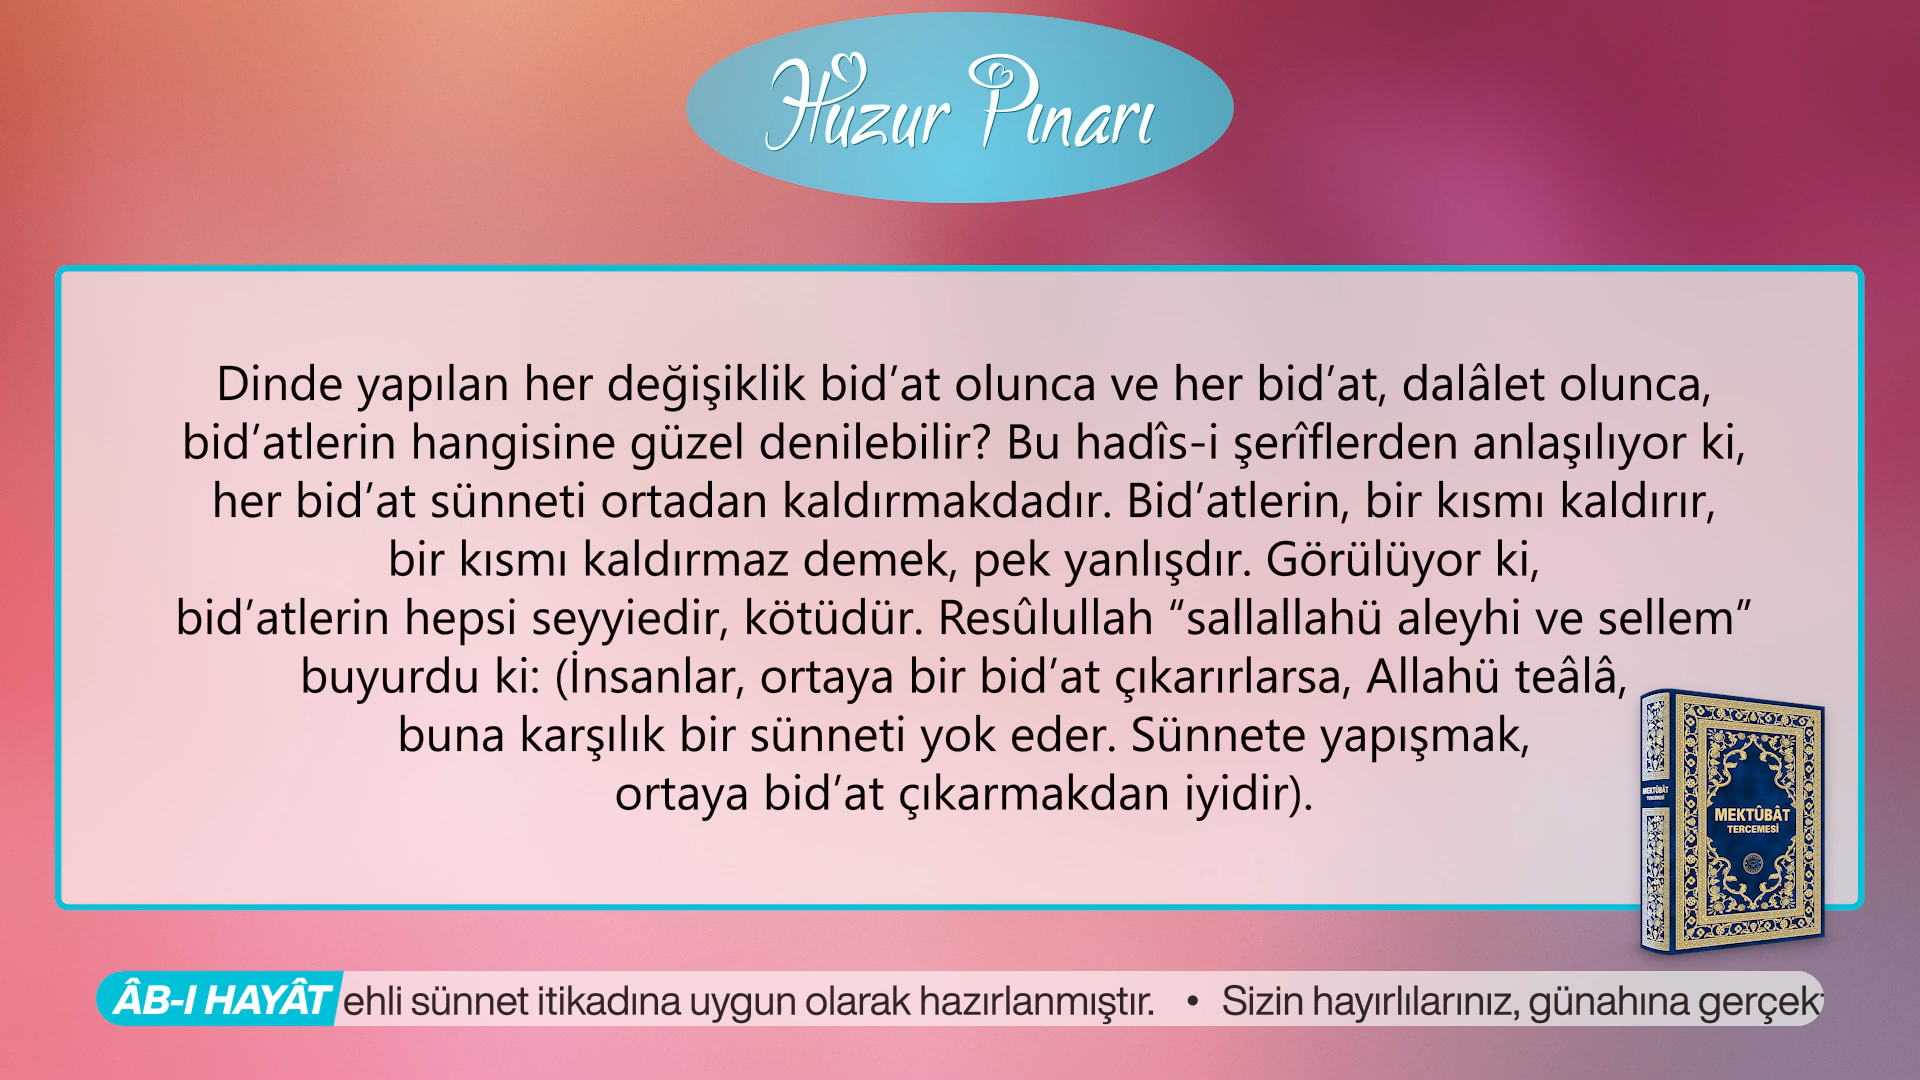 Huzur Pınarı
Dinde yapılan her değişiklik bid’at olunca ve her bid’at, dalâlet olunca,
bid’atlerin hangisine güzel denilebilir? Bu hadîs-i şerîflerden anlaşılıyor ki,
her bid’at sünneti ortadan kaldırmakdadır. Bid’atlerin, bir kısmı kaldırır,
bir kısmı kaldırmaz demek, pek yanlışdır. Görülüyor ki,
bid’atlerin hepsi seyyiedir, kötüdür. Resûlullah “sallallahü aleyhi ve sellem”
buyurdu ki: (İnsanlar, ortaya bir bid’at çıkarırlarsa, Allahü teâlâ,
buna karşılık bir sünneti yok eder. Sünnete yapışmak,
ortaya bid’at çıkarmakdan iyidir).
MEKTÛBÂT
TERCEMESİ
MEKTÛBÂT
TERCEMESİ
ÂB-I HAYÂT ehli sünnet itikadına uygun olarak hazırlanmıştır. • Sizin hayırlılarınız, günahına gerçek